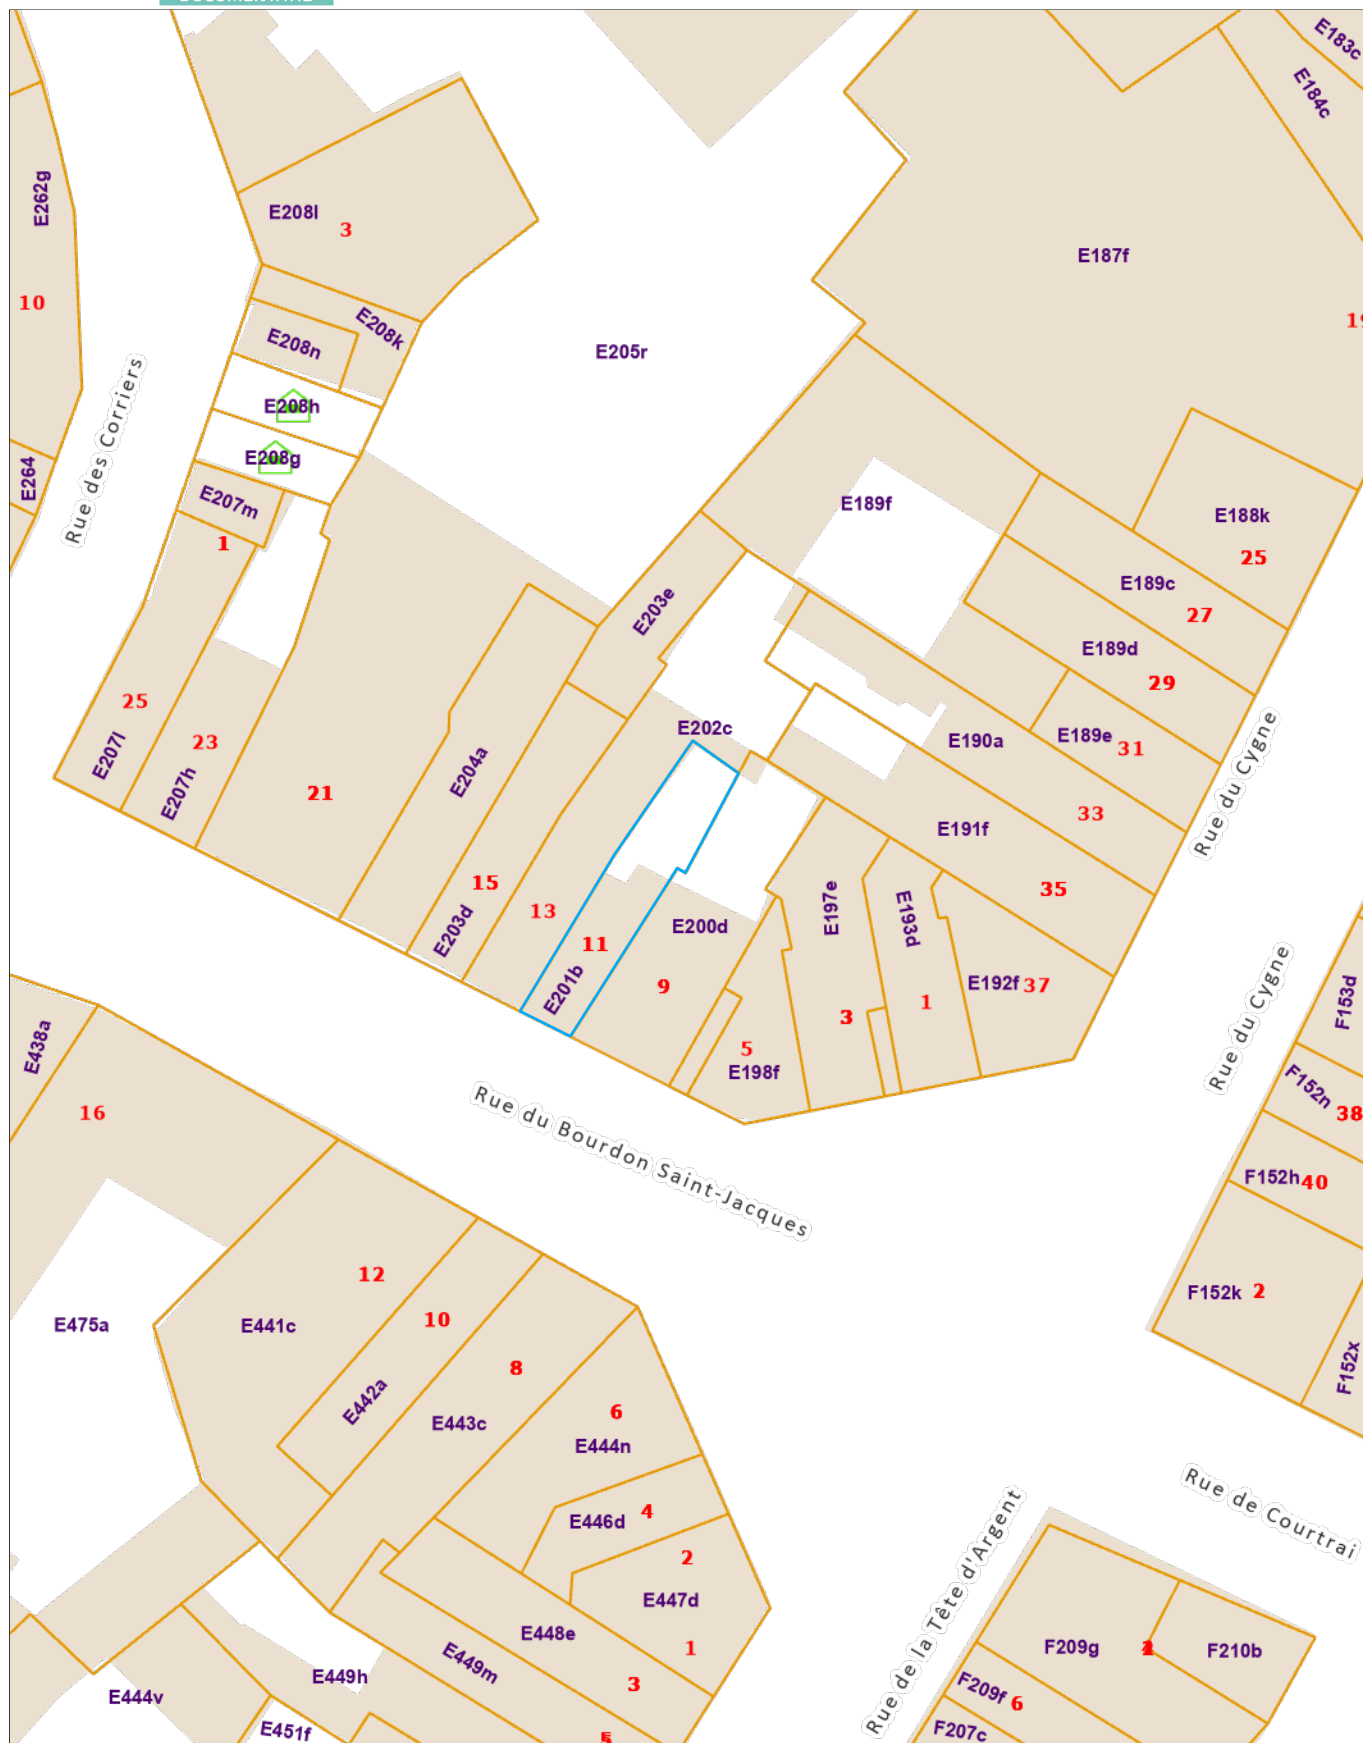 E183c
E184c
E262g
E208l
3
E187f
10
E208k
E208n
E205r
E208h
Rue des Corriers
E208g
E264
E207m
1
E189f
E188k
25
E189c
27
E203e
E189d
29
25
E207l
23
E207h
E202c
E190a
E189e
31
Rue du Cygne
21
E204a
33
E191f
35
15
E203d
13
E197e
E193d
E200d
11
E201b
9
E192f
37
3
1
5
E198f
Rue du Cygne
F153d
F152n
38
E438a
16
Rue du Bourdon Saint-Jacques
F152h
40
12
F152k
2
10
E475a
E441c
8
F152x
E442a
E443c
6
E444n
Rue de Courtrai
4
E446d
2
E447d
Rue de la Tête d'Argent
E448e
1
F209g
F210b
E449m
E449h
3
F209f
6
E444v
E451f
F207c